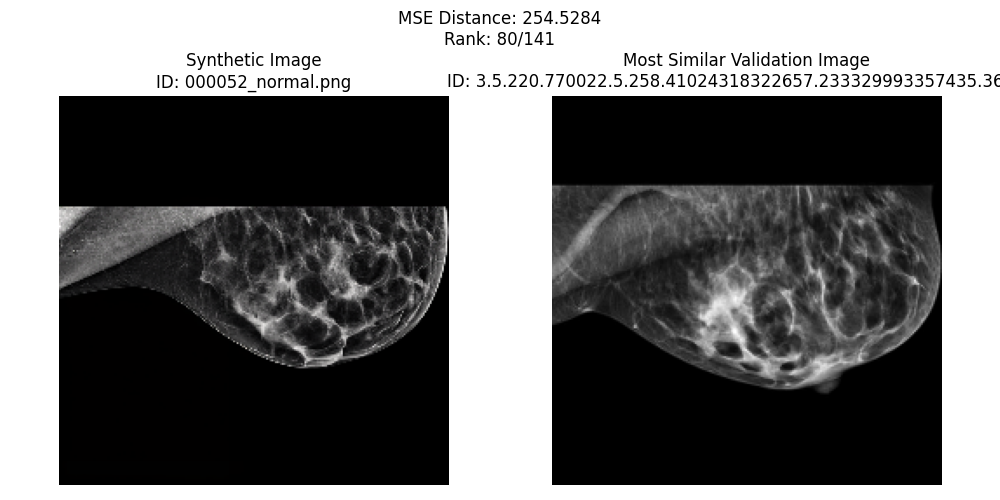 MSE Distance: 254.5284
Rank: 80/141
Synthetic Image
ID: 000052_normal.png
Most Similar Validation Image
ID: 3.5.220.770022.5.258.41024318322657.233329993357435.36